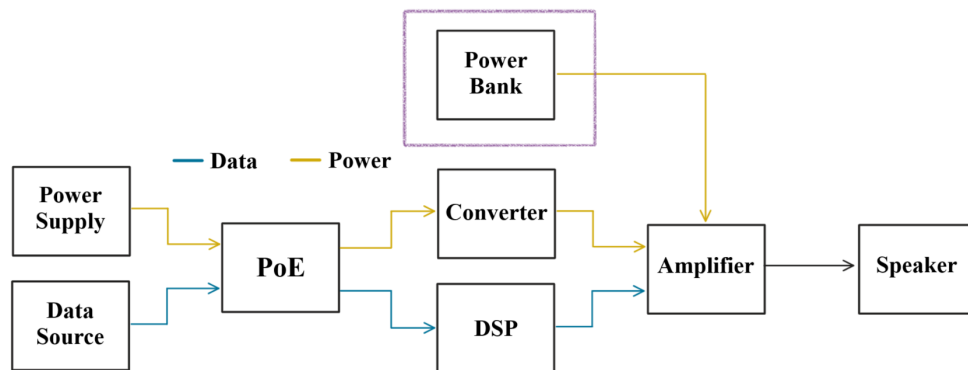 Power
Bank
Data
Power
Power
Supply
Converter
PoE
Amplifier
Speaker
Data
Source
DSP